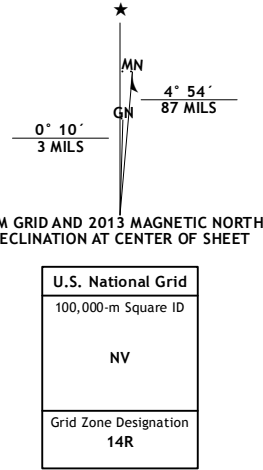 MN
GN
4° 54´
87 MILS
0° 10´
3 MILS
M GRID AND 2013 MAGNETIC NORTH
ECLINATION AT CENTER OF SHEET
U.S. National Grid
100,000-m Square ID
NV
Grid Zone Designation
14R